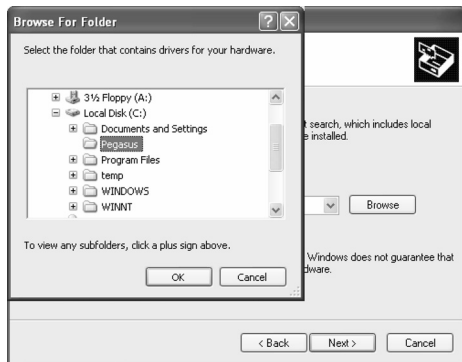 Browse For Folder
Select the folder that contains drivers for your hardware.
3½ Floppy (A:)
Local Disk (C:)
Documents and Settings
Pegasus
Program Files
temp
WINDOWS
WINNT
To view any subfolders, click a plus sign above.
OK
Cancel
t search, which includes local
e installed.
Browse
Windows does not guarantee that
dware.
< Back
Next >
Cancel